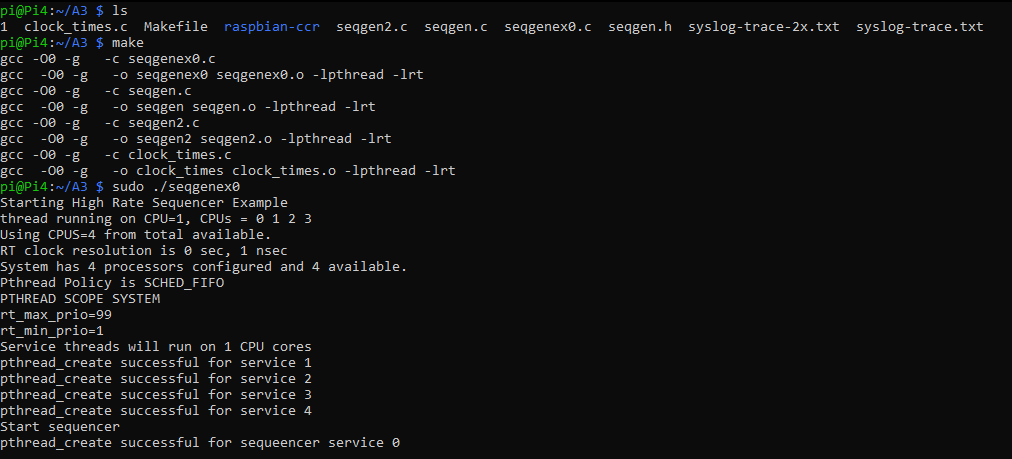 pi@Pi4:~/A3 $ ls
1  clock_times.c  Makefile  raspbian-ccr  seqgen2.c  seqgen.c  seqgenex0.c  seqgen.h  syslog-trace-2x.txt  syslog-trace.txt
pi@Pi4:~/A3 $ make
gcc -O0 -g   -c seqgenex0.c
gcc  -O0 -g   -o seqgenex0 seqgenex0.o -lpthread -lrt
gcc -O0 -g   -c seqgen.c
gcc  -O0 -g   -o seqgen seqgen.o -lpthread -lrt
gcc -O0 -g   -c seqgen2.c
gcc  -O0 -g   -o seqgen2 seqgen2.o -lpthread -lrt
gcc -O0 -g   -c clock_times.c
gcc  -O0 -g   -o clock_times clock_times.o -lpthread -lrt
pi@Pi4:~/A3 $ sudo ./seqgenex0
Starting High Rate Sequencer Example
thread running on CPU=1, CPUs = 0 1 2 3
Using CPUS=4 from total available.
RT clock resolution is 0 sec, 1 nsec
System has 4 processors configured and 4 available.
Pthread Policy is SCHED_FIFO
PTHREAD SCOPE SYSTEM
rt_max_prio=99
rt_min_prio=1
Service threads will run on 1 CPU cores
pthread_create successful for service 1
pthread_create successful for service 2
pthread_create successful for service 3
pthread_create successful for service 4
Start sequencer
pthread_create successful for sequeencer service 0